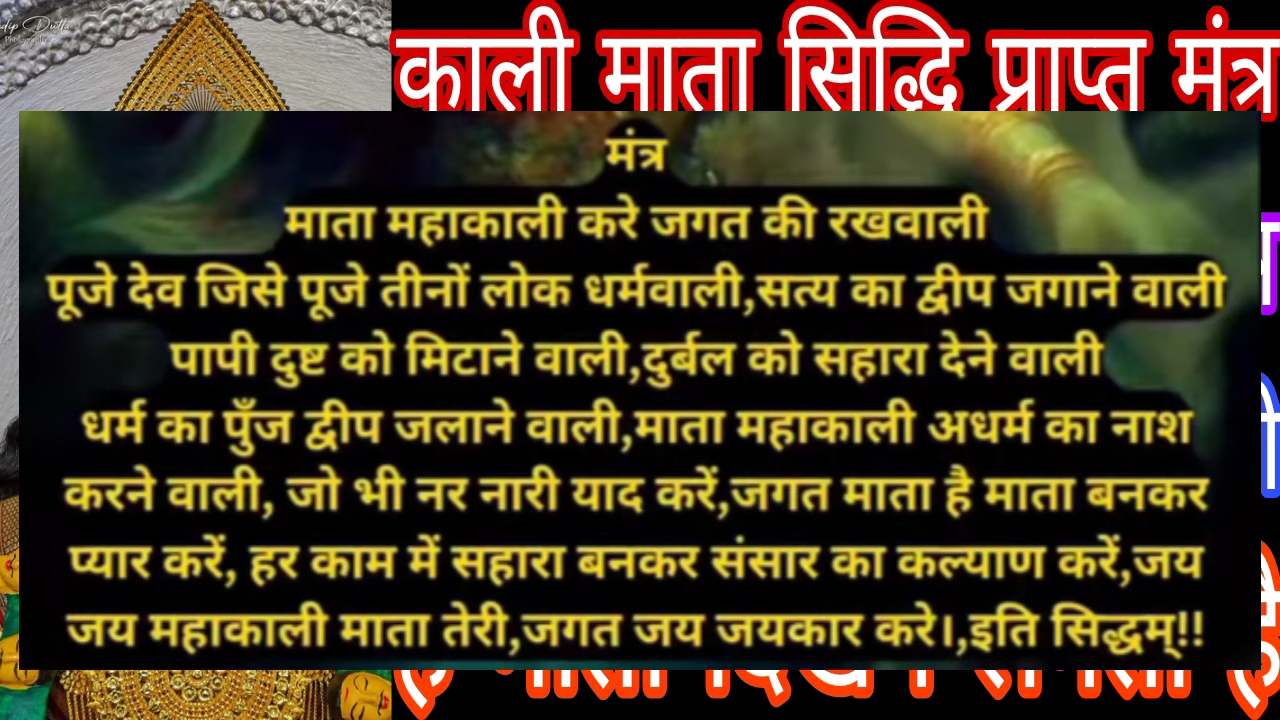 काली माता सिद्धि प्राप्त मंत्र
मंत्र
माता महाकाली करे जगत की रखवाली
पूजे देव जिसे पूजे तीनों लोक धर्मवाली,सत्य का द्वीप जगाने वाली
पापी दुष्ट को मिटाने वाली,दुर्बल को सहारा देने वाली
धर्म का पुँज द्वीप जलाने वाली,माता महाकाली अधर्म का नाश
करने वाली, जो भी नर नारी याद करें,जगत माता है माता बनकर
प्यार करें, हर काम में सहारा बनकर संसार का कल्याण करें,जय
जय महाकाली माता तेरी,जगत जय जयकार करे।,इति सिद्धम्!!